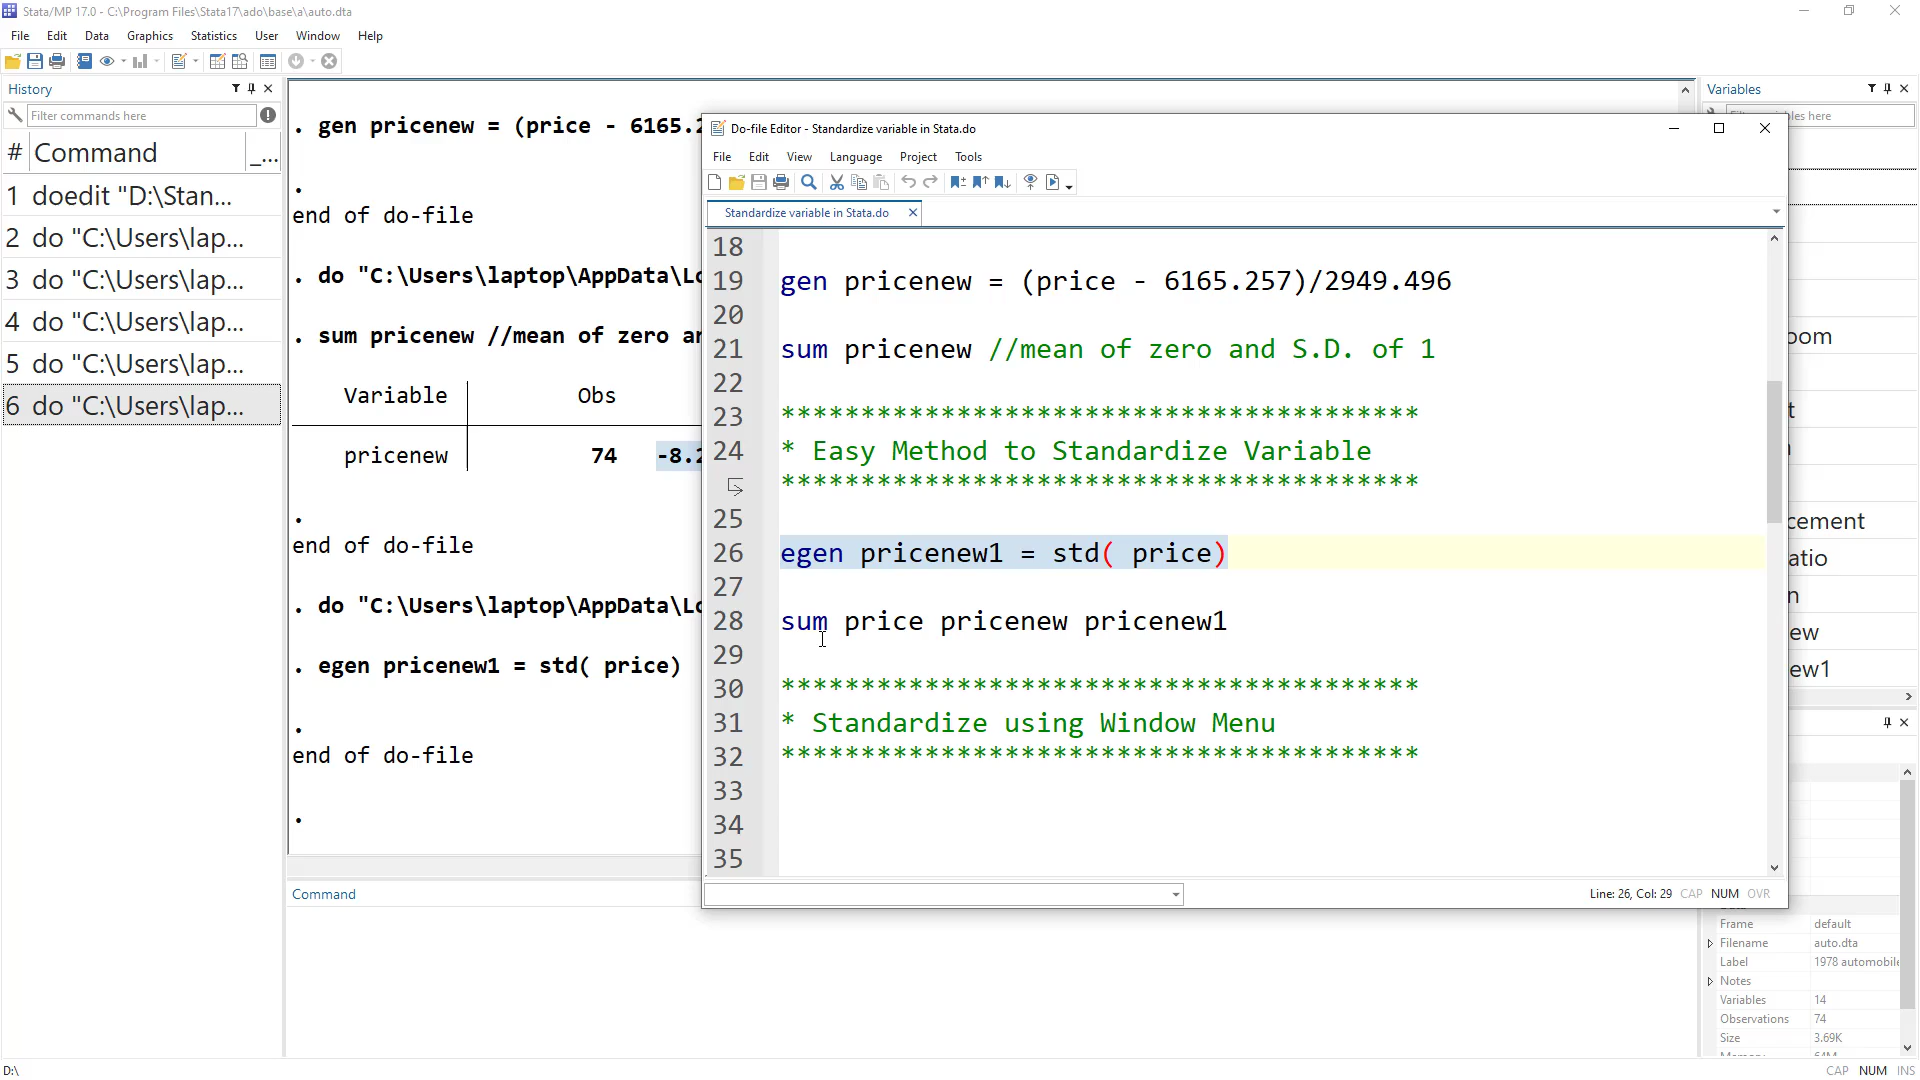 Stata/MP 17.0 - C:\Program Files\Stata17\ado\base\a\auto.dta
File Edit Data Graphics Statistics User Window Help
History
Filter commands here
# Command _...
1 doedit "D:\Stan...
2 do "C:\Users\lap...
3 do "C:\Users\lap...
4 do "C:\Users\lap...
5 do "C:\Users\lap...
6 do "C:\Users\lap...
. gen pricenew = (price - 6165.2
.
end of do-file
. do "C:\Users\laptop\AppData\Lo
. sum pricenew //mean of zero an
Variable Obs
pricenew 74 -8.2
.
end of do-file
. do "C:\Users\laptop\AppData\Lo
. egen pricenew1 = std( price)
.
end of do-file
.
Command
Do-file Editor - Standardize variable in Stata.do
File Edit View Language Project Tools
Standardize variable in Stata.do
18
19 gen pricenew = (price - 6165.257)/2949.496
20
21 sum pricenew //mean of zero and S.D. of 1
22
23 ****************************************
24 * Easy Method to Standardize Variable
****************************************
25
26 egen pricenew1 = std( price)
27
28 sum price pricenew pricenew1
29
30 ****************************************
31 * Standardize using Window Menu
32 ****************************************
33
34
35
Line: 26, Col: 29 CAP NUM OVR
Variables
les here
oom
t
cement
atio
n
ew
ew1
Frame default
Filename auto.dta
Label 1978 automobile
Notes
Variables 14
Observations 74
Size 3.69K
D:\
CAP NUM INS